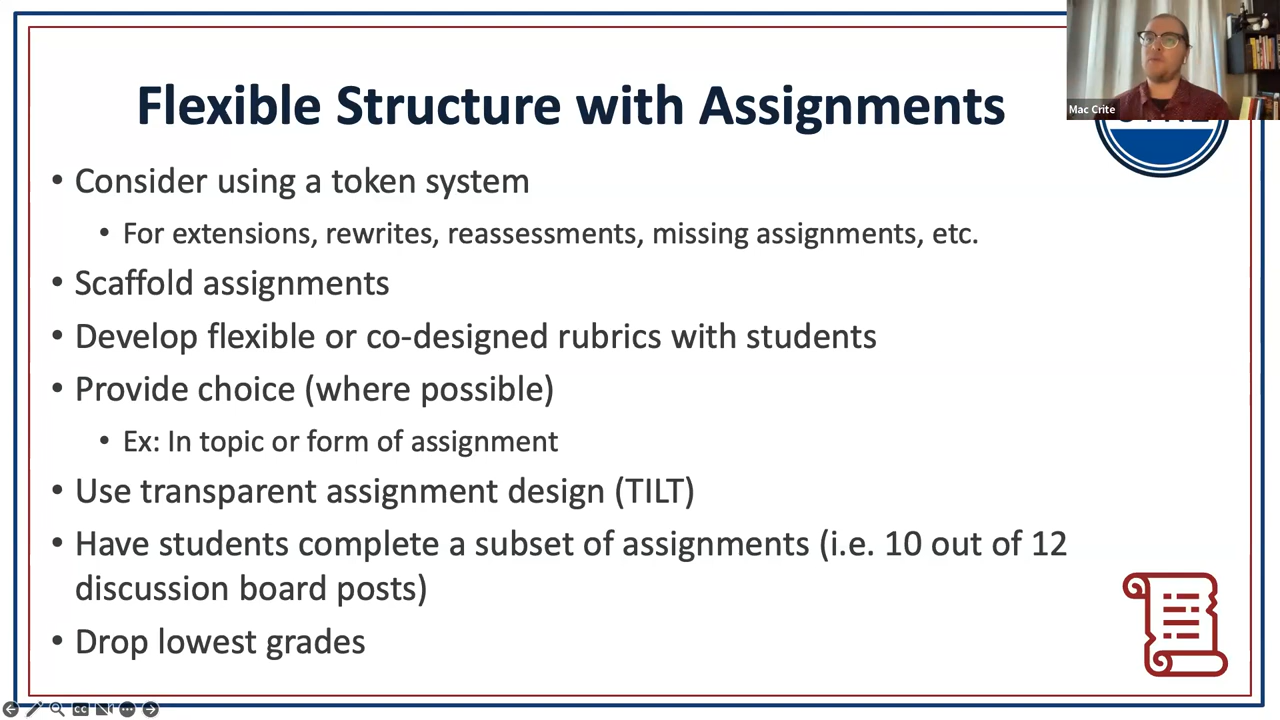 Flexible Structure with Assignments
Mac Crite
• Consider using a token system
• For extensions, rewrites, reassessments, missing assignments, etc.
• Scaffold assignments
• Develop flexible or co-designed rubrics with students
• Provide choice (where possible)
• Ex: In topic or form of assignment
• Use transparent assignment design (TILT)
• Have students complete a subset of assignments (i.e. 10 out of 12
discussion board posts)
• Drop lowest grades
CC